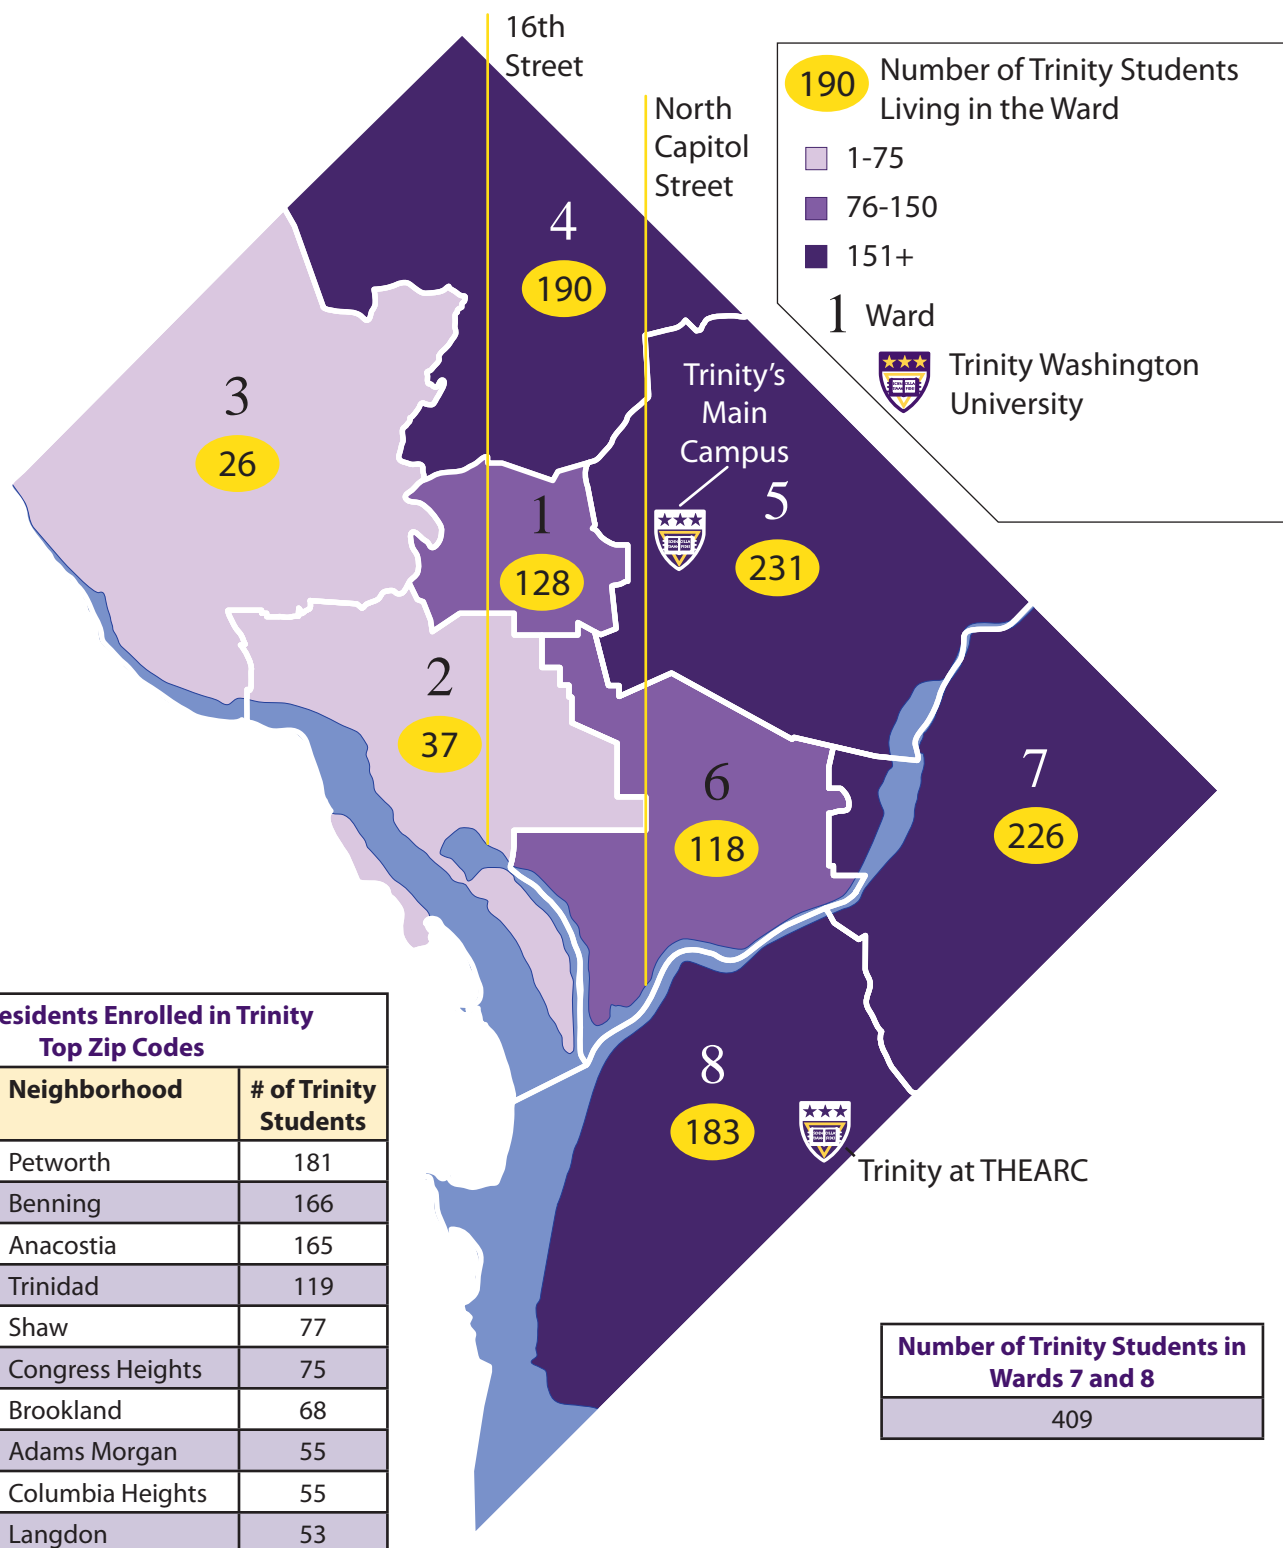 16th
Street
North
Capitol
Street
190 Number of Trinity Students
Living in the Ward
1-75
76-150
151+
1 Ward
Trinity Washington
University
4
190
3
26
Trinity's
Main
Campus
5
231
1
128
2
37
6
118
7
226
8
183
Trinity at THEARC
esidents Enrolled in Trinity
Top Zip Codes
Neighborhood # of Trinity
Students
Petworth 181
Benning 166
Anacostia 165
Trinidad 119
Shaw 77
Congress Heights 75
Brookland 68
Adams Morgan 55
Columbia Heights 55
Langdon 53
Number of Trinity Students in
Wards 7 and 8
409